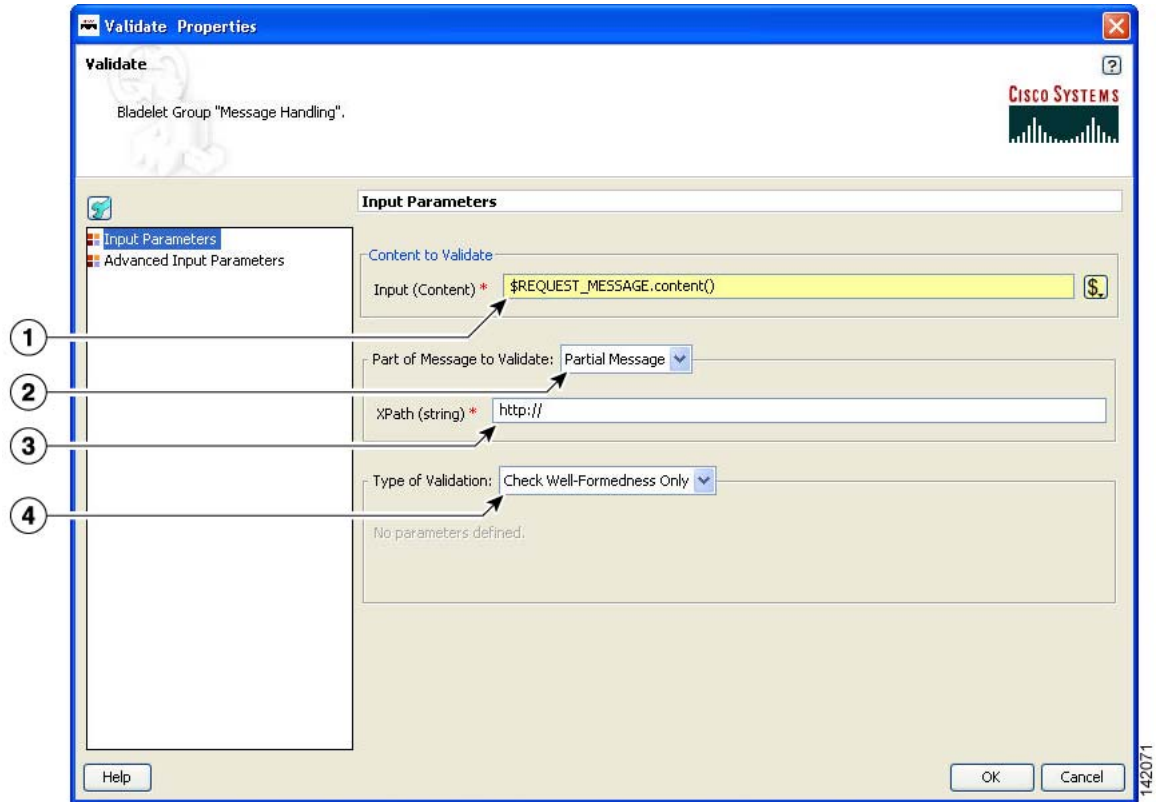 Validate Properties
Validate
?
Bladelet Group "Message Handling".
CISCO SYSTEMS
Input Parameters
Input Parameters
Advanced Input Parameters
Content to Validate
Input (Content) * $REQUEST_MESSAGE.content() $
1
Part of Message to Validate: Partial Message
2
XPath (string) * http://
3
Type of Validation: Check Well-Formedness Only
4
No parameters defined.
Help
OK
Cancel
142071